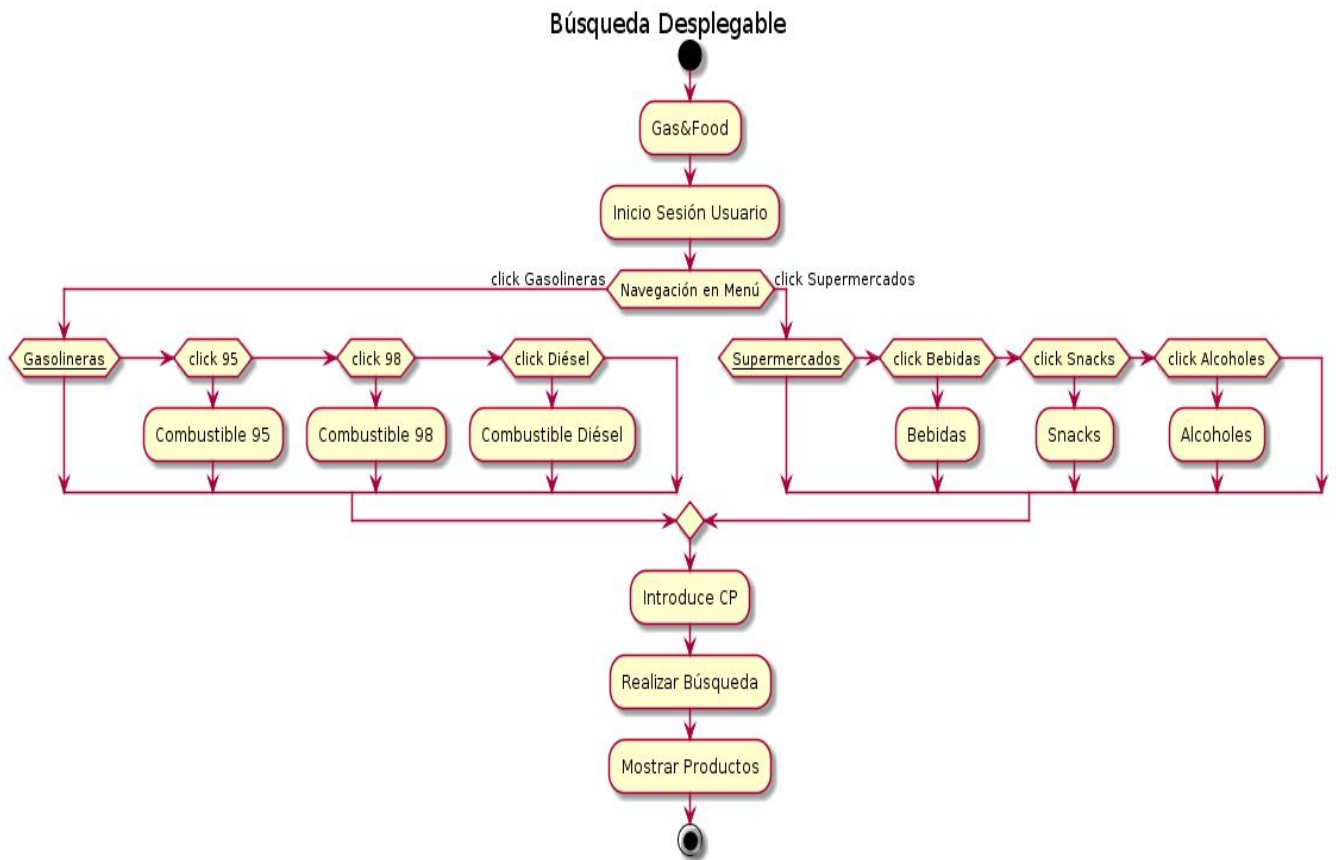 Búsqueda Desplegable
Gas&Food
Inicio Sesión Usuario
click Gasolineras
Navegación en Menú
click Supermercados
Gasolineras
click 95
click 98
click Diésel
Supermercados
click Bebidas
click Snacks
click Alcoholes
Combustible 95
Combustible 98
Combustible Diésel
Bebidas
Snacks
Alcoholes
Introduce CP
Realizar Búsqueda
Mostrar Productos